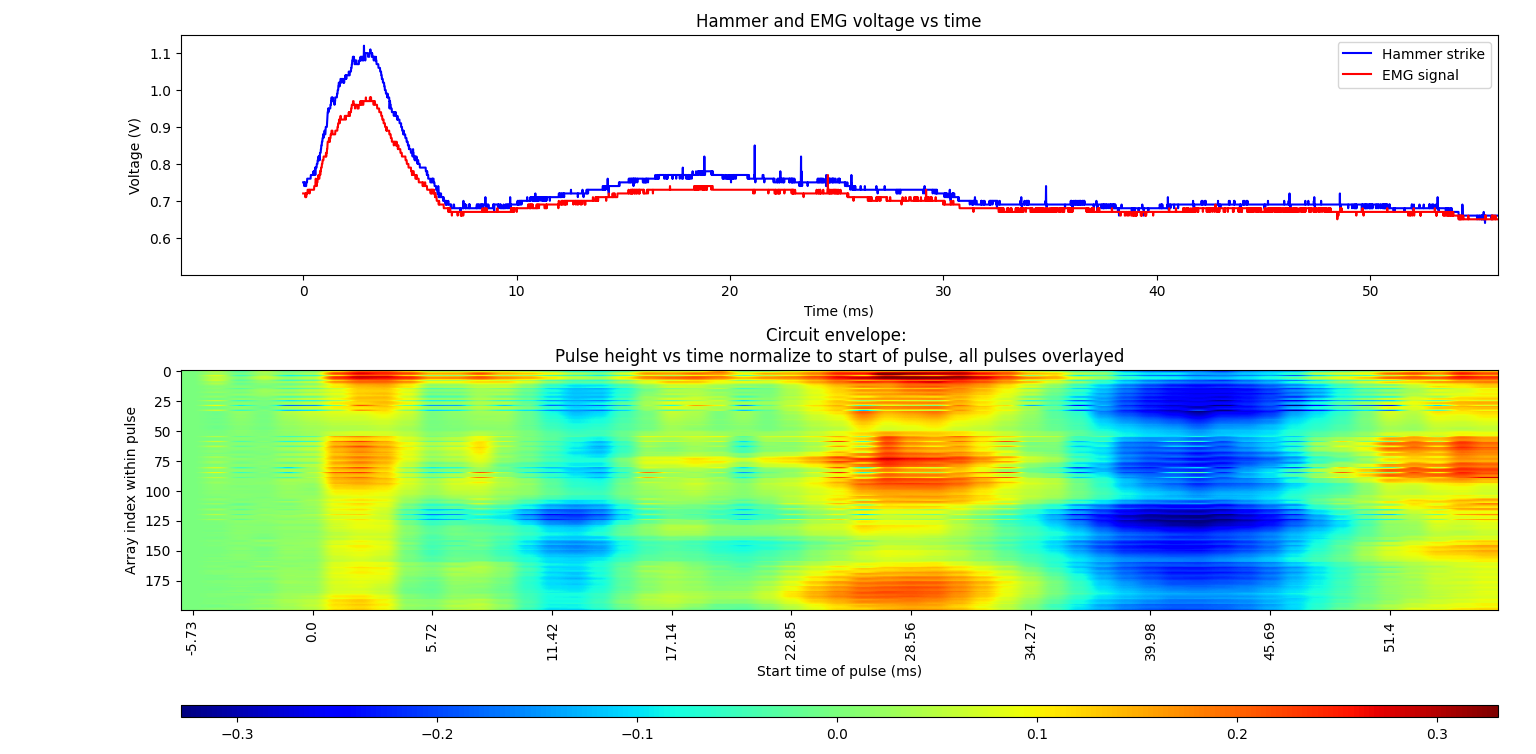 Hammer and EMG voltage vs time
Voltage (V)
1.1
1.0
0.9
0.8
0.7
0.6
Hammer strike
EMG signal
0 10 20 30 40 50
Time (ms)
Circuit envelope:
Pulse height vs time normalize to start of pulse, all pulses overlayed
Array index within pulse
0
25
50
75
100
125
150
175
-5.73 0.0 5.72 11.42 17.14 22.85 28.56 34.27 39.98 45.69 51.4
Start time of pulse (ms)
−0.3 −0.2 −0.1 0.0 0.1 0.2 0.3